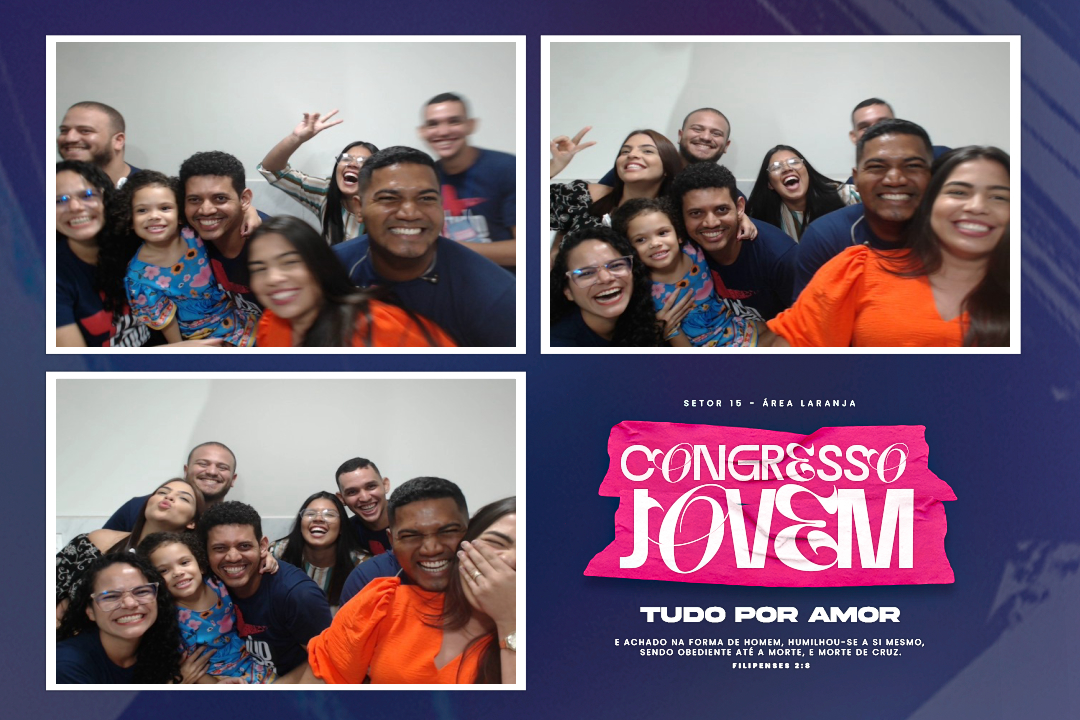 SETOR 15 - ÁREA LARANJA
CONGRESSO
JOVEM
TUDO POR AMOR
E ACHADO NA FORMA DE HOMEM, HUMILHOU-SE A SI MESMO,
SENDO OBEDIENTE ATÉ A MORTE, E MORTE DE CRUZ.
FILIPENSES 2:8